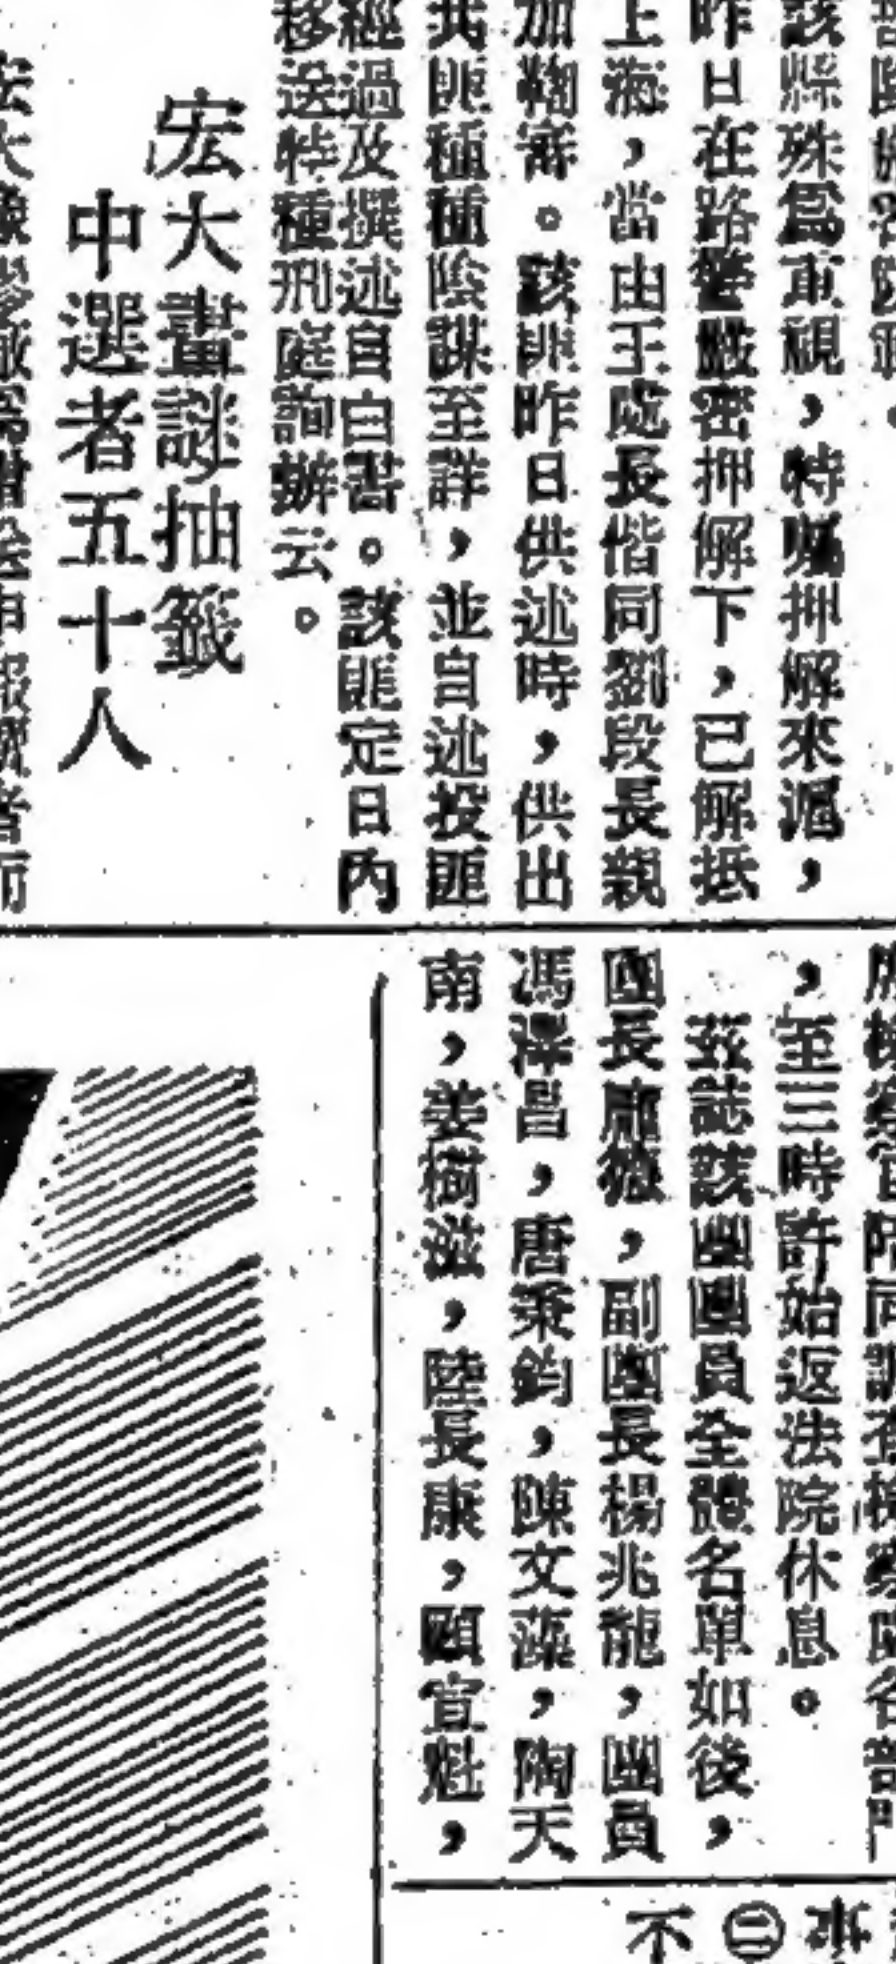 該縣殊爲重視，特囑押解來滬，
昨日在路警嚴密押解下，已解抵
上海，當由王處長偕同劉段長親
加鞫審。該匪昨日供述時，供出
共匪種種陰謀至詳，並自述投匪
經過及撰述自白書。該匪定日內
移送特種刑庭詢辦云。
宏大畫謎抽籤
中選者五十人
，至三時許始返法院休息。
茲誌該團團員全體名單如後，
團長，副團長楊兆龍，團員
馮澤昌，唐秉鈞，陳文藻，陶天
南，姜樹滋，陸長康，顧宣魁，
不 ㊁